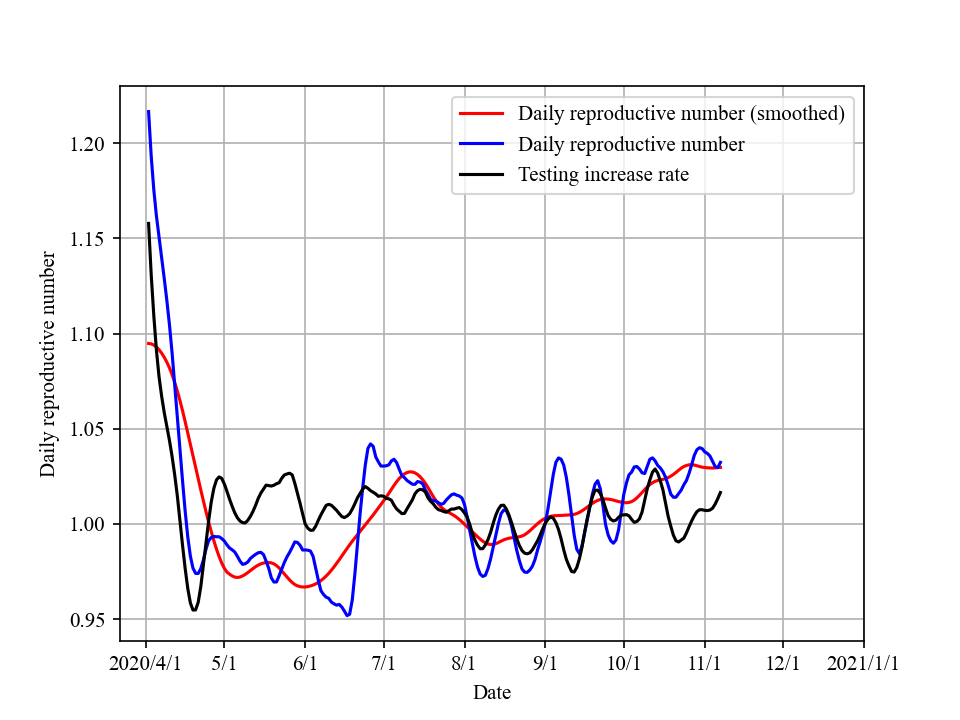 Daily reproductive number (smoothed)
Daily reproductive number
Testing increase rate
Daily reproductive number
1.20
1.15
1.10
1.05
1.00
0.95
2020/4/1 5/1 6/1 7/1 8/1 9/1 10/1 11/1 12/1 2021/1/1
Date